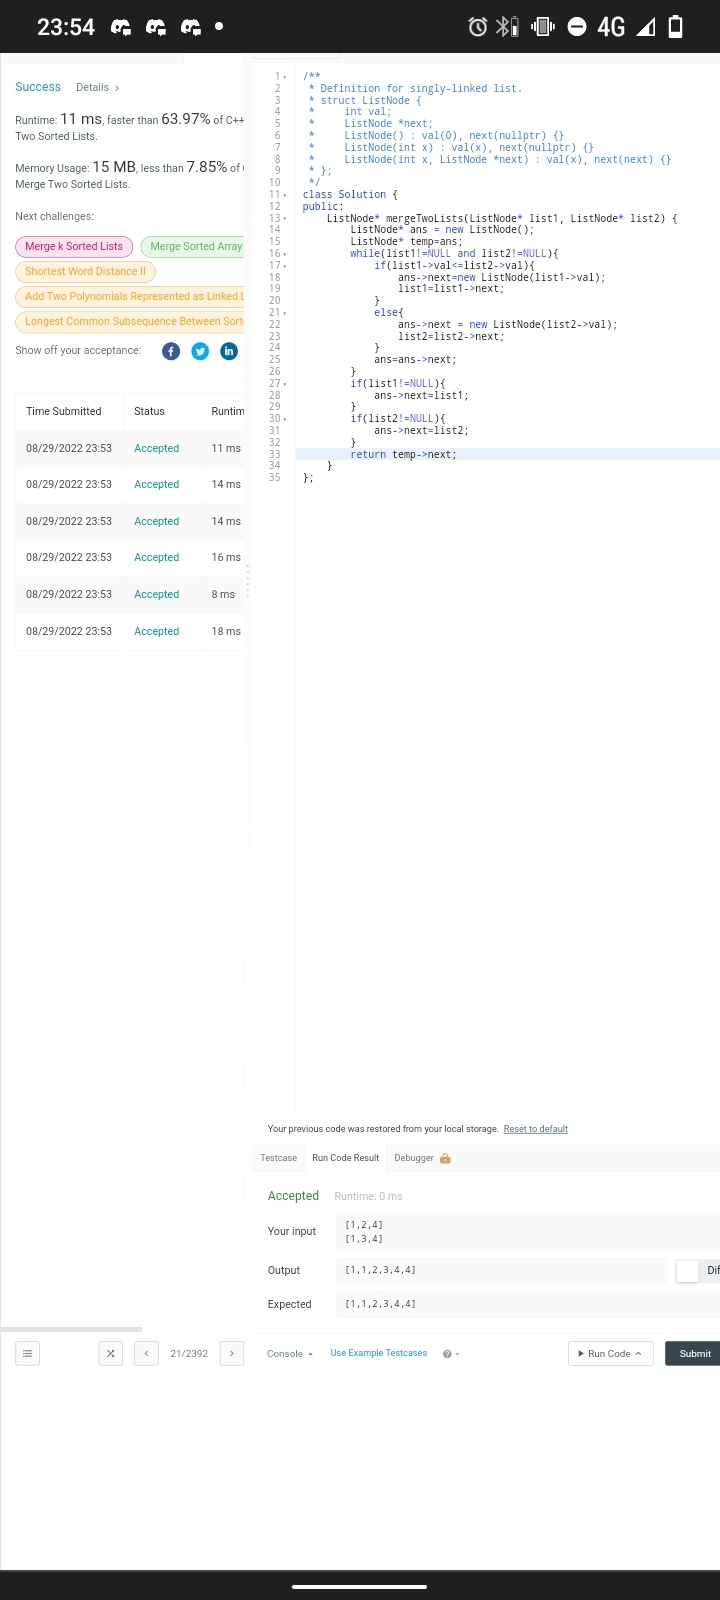 23:54
4G
Success Details >
Runtime: 11 ms, faster than 63.97% of C++
Two Sorted Lists.
Memory Usage: 15 MB, less than 7.85% of
Merge Two Sorted Lists.
Next challenges:
Merge k Sorted Lists Merge Sorted Array
Shortest Word Distance II
Add Two Polynomials Represented as Linked L
Longest Common Subsequence Between Sort
Show off your acceptance:
Time Submitted Status Runtim
08/29/2022 23:53 Accepted 11 ms
08/29/2022 23:53 Accepted 14 ms
08/29/2022 23:53 Accepted 14 ms
08/29/2022 23:53 Accepted 16 ms
08/29/2022 23:53 Accepted 8 ms
08/29/2022 23:53 Accepted 18 ms
21/2392
1 /**
2 * Definition for singly-linked list.
3 * struct ListNode {
4 *     int val;
5 *     ListNode *next;
6 *     ListNode() : val(0), next(nullptr) {}
7 *     ListNode(int x) : val(x), next(nullptr) {}
8 *     ListNode(int x, ListNode *next) : val(x), next(next) {}
9 * };
10 */
11 class Solution {
12 public:
13     ListNode* mergeTwoLists(ListNode* list1, ListNode* list2) {
14         ListNode* ans = new ListNode();
15         ListNode* temp=ans;
16         while(list1!=NULL and list2!=NULL){
17             if(list1->val<=list2->val){
18                 ans->next=new ListNode(list1->val);
19                 list1=list1->next;
20             }
21             else{
22                 ans->next = new ListNode(list2->val);
23                 list2=list2->next;
24             }
25             ans=ans->next;
26         }
27         if(list1!=NULL){
28             ans->next=list1;
29         }
30         if(list2!=NULL){
31             ans->next=list2;
32         }
33         return temp->next;
34     }
35 };
Your previous code was restored from your local storage. Reset to default
Testcase Run Code Result Debugger
Accepted Runtime: 0 ms
Your input
[1,2,4]
[1,3,4]
Output [1,1,2,3,4,4] Dif
Expected [1,1,2,3,4,4]
Console Use Example Testcases ? Run Code Submit